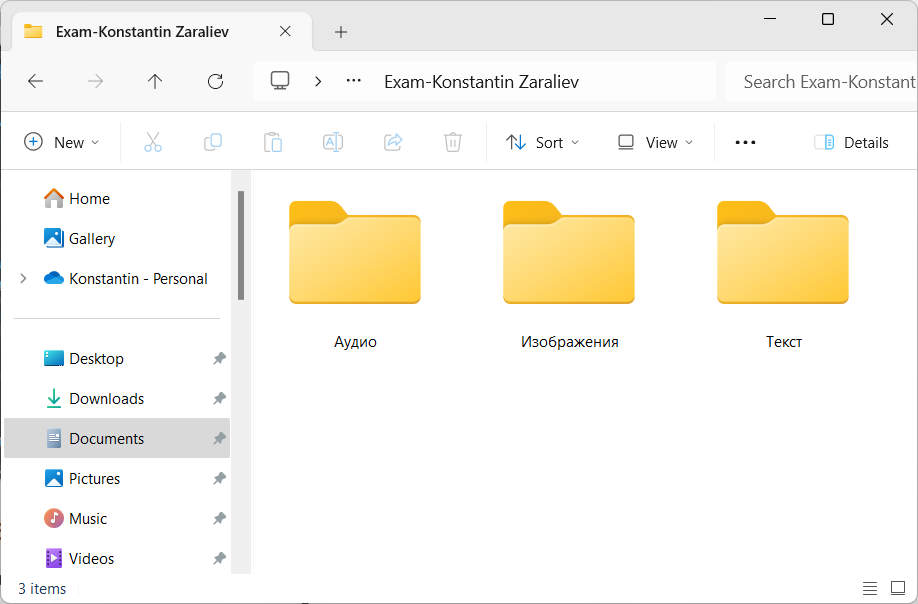 Exam-Konstantin Zaraliev
Exam-Konstantin Zaraliev
Search Exam-Konstant
New
Sort
View
Details
Home
Gallery
Konstantin - Personal
Desktop
Downloads
Documents
Pictures
Music
Videos
Аудио
Изображения
Текст
3 items